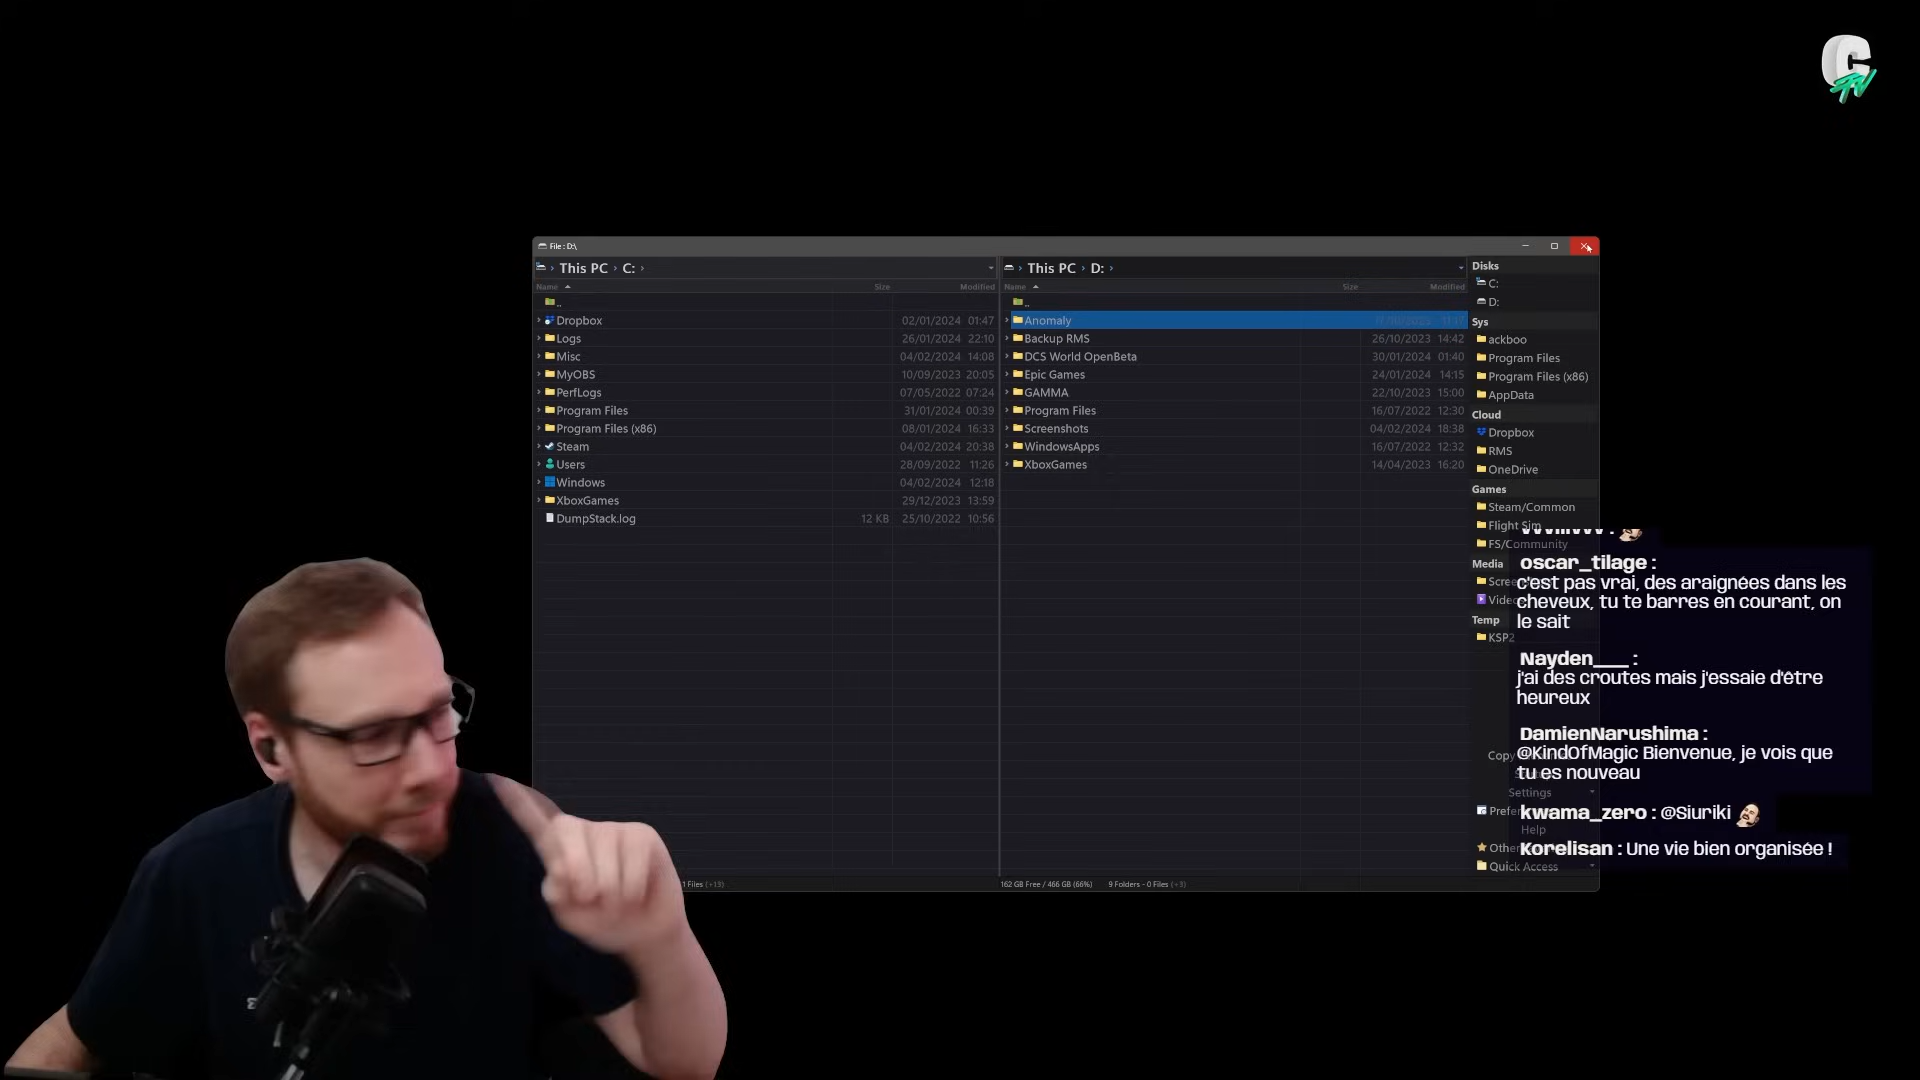 C
TV
File : D:\
This PC › C: ›
Name Size Modified
..
Dropbox 02/01/2024 01:47
Logs 26/01/2024 22:10
Misc 04/02/2024 14:08
MyOBS 10/09/2023 20:05
PerfLogs 07/05/2022 07:24
Program Files 31/01/2024 00:39
Program Files (x86) 08/01/2024 16:33
Steam 04/02/2024 20:38
Users 28/09/2022 11:26
Windows 04/02/2024 12:18
XboxGames 29/12/2023 13:59
DumpStack.log 12 KB 25/10/2022 10:56
1 Files (+13)
This PC › D: ›
Name Size Modified
..
Anomaly
Backup RMS 26/10/2023 14:42
DCS World OpenBeta 30/01/2024 01:40
Epic Games 24/01/2024 14:15
GAMMA 22/10/2023 15:00
Program Files 16/07/2022 12:30
Screenshots 04/02/2024 18:38
WindowsApps 16/07/2022 12:32
XboxGames 14/04/2023 16:20
162 GB Free / 466 GB (66%) 9 Folders - 0 Files (+3)
Disks
C:
D:
Sys
ackboo
Program Files
Program Files (x86)
AppData
Cloud
Dropbox
RMS
OneDrive
Games
Steam/Common
Flight Sim
FS/Community
Media
Scre
Vide
Temp
KSP2
Copy
Settings
Prefer
Help
Othe
Quick Access
oscar_tilage :
c'est pas vrai, des araignées dans les
cheveux, tu te barres en courant, on
le sait
Nayden___ :
j'ai des croutes mais j'essaie d'être
heureux
DamienNarushima :
@KindOfMagic Bienvenue, je vois que
tu es nouveau
kwama_zero : @Siuriki
Korelisan : Une vie bien organisée !